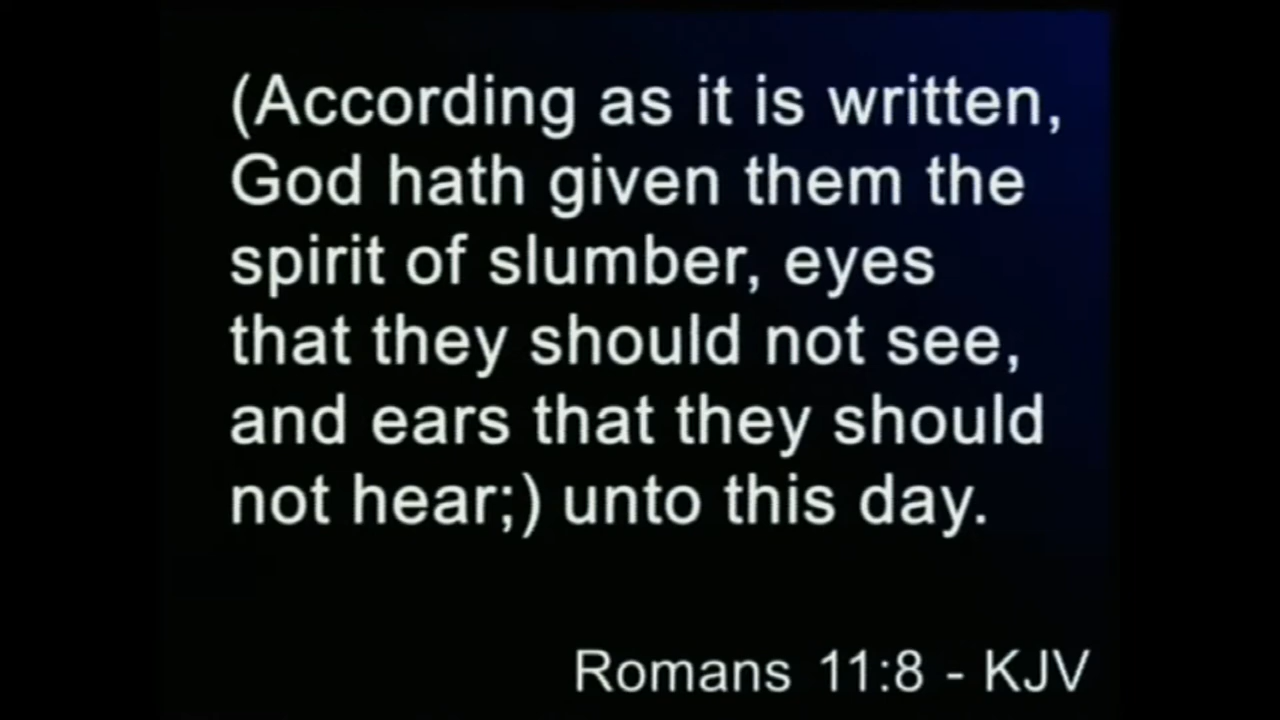 (According as it is written,
God hath given them the
spirit of slumber, eyes
that they should not see,
and ears that they should
not hear;) unto this day.
Romans 11:8 - KJV